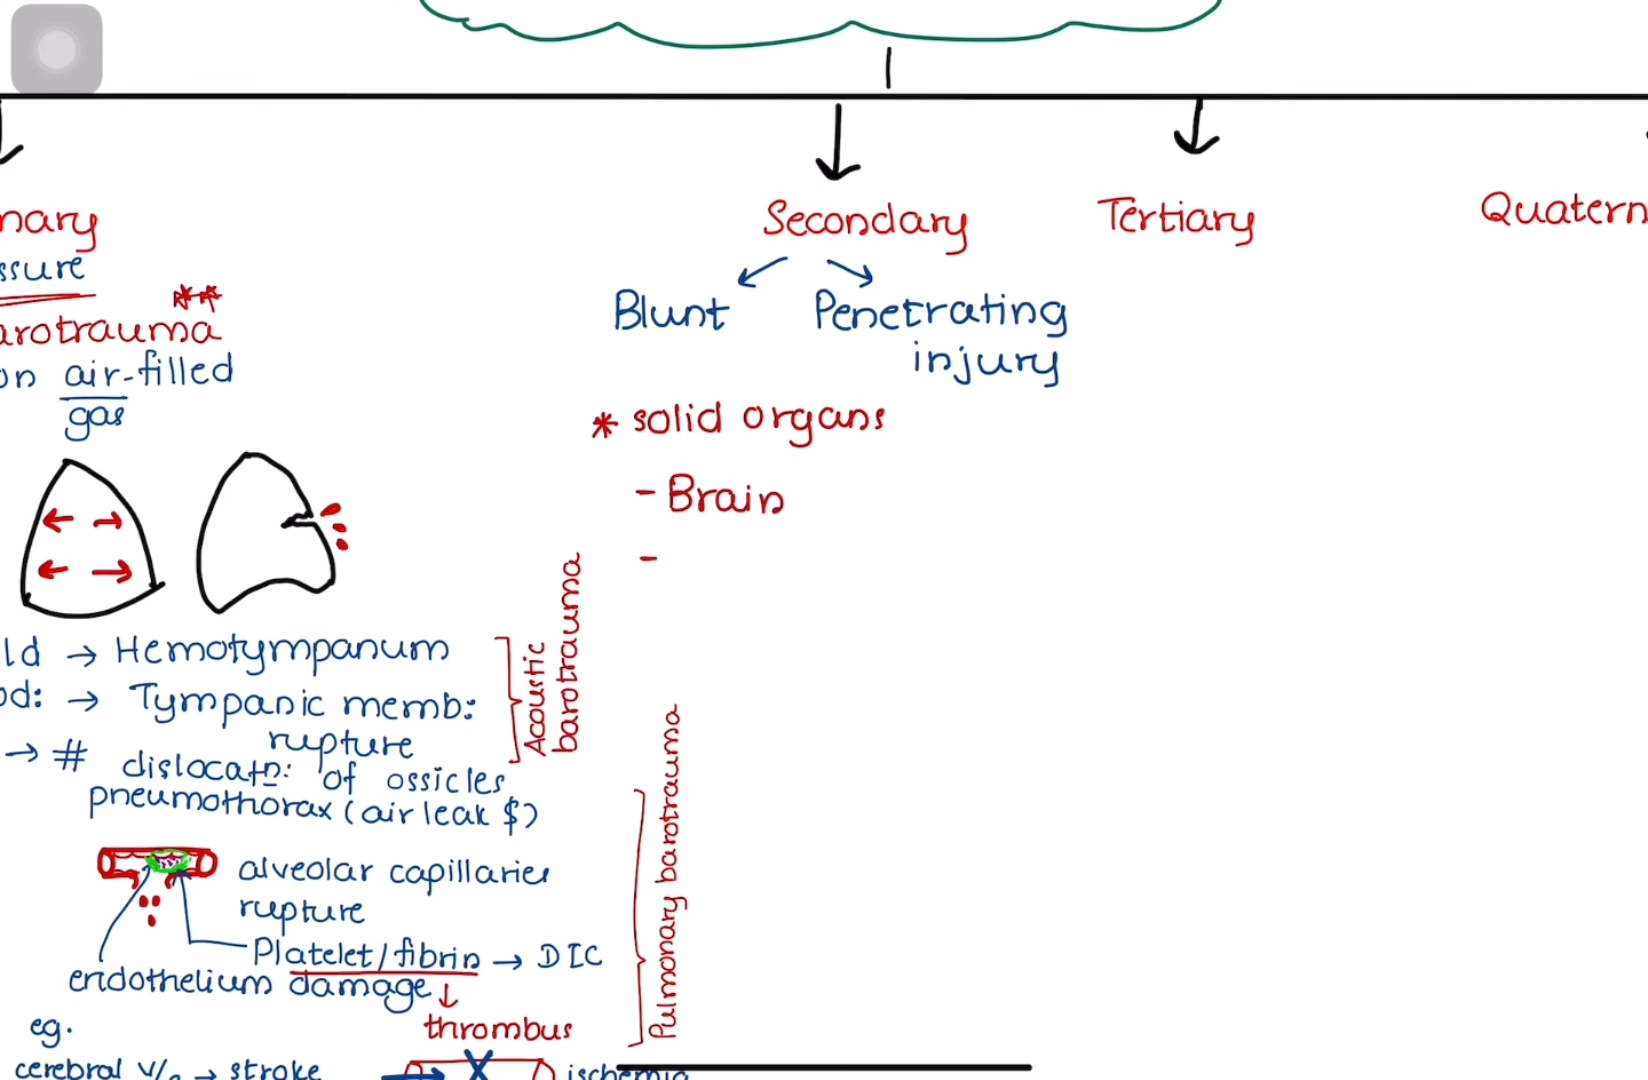 nary
ssure
**
arotrauma
on air-filled
gas
ld → Hemotympanum
od: → Tympanic memb:
rupture
→ # dislocatn: of ossicles
pneumothorax (air leak $)
Acoustic
barotrauma
alveolar capillaries
rupture
Platelet/fibrin → DIC
endothelium damage ↓
thrombus
eg.
cerebral → stroke
ischemia
Pulmonary barotrauma
Secondary
Blunt Penetrating
injury
* solid organs
- Brain
-
Tertiary
Quatern